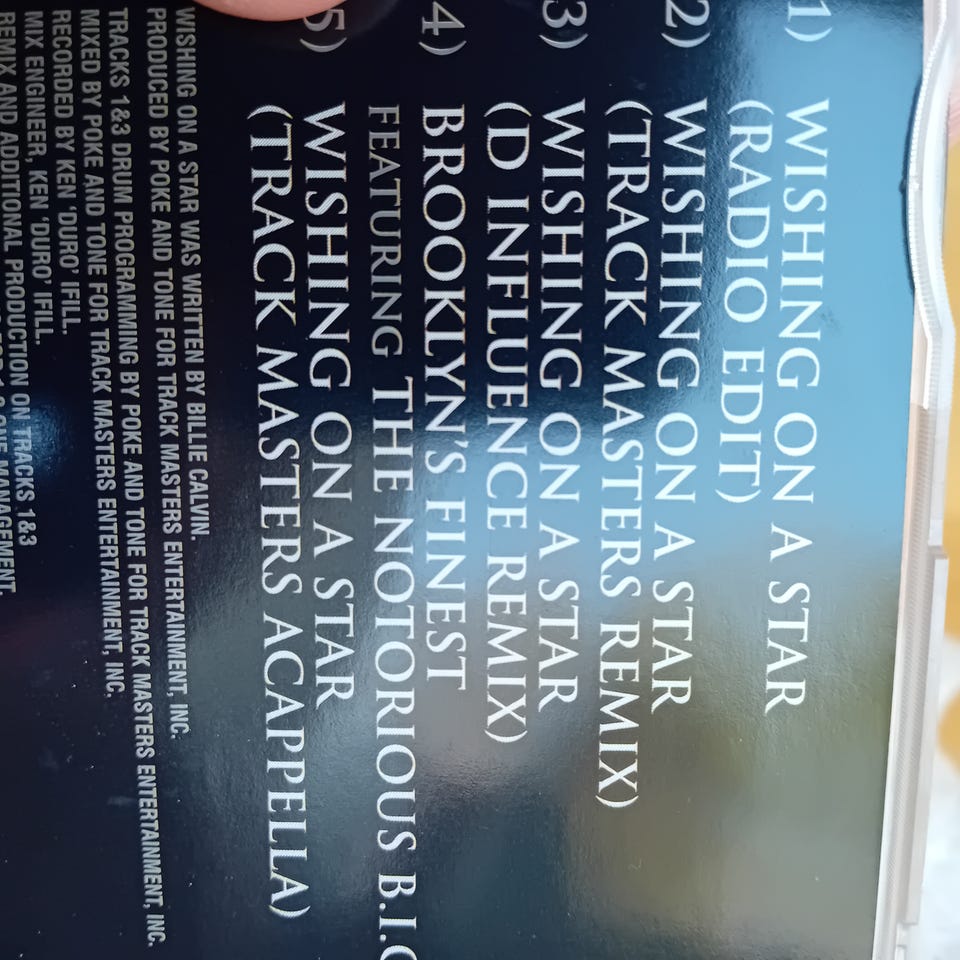 1) WISHING ON A STAR
(RADIO EDIT)
2) WISHING ON A STAR
(TRACK MASTERS REMIX)
3) WISHING ON A STAR
(D INFLUENCE REMIX)
4) BROOKLYN'S FINEST
FEATURING THE NOTORIOUS B.I.G
5) WISHING ON A STAR
(TRACK MASTERS ACAPPELLA)
WISHING ON A STAR WAS WRITTEN BY BILLIE CALVIN.
PRODUCED BY POKE AND TONE FOR TRACK MASTERS ENTERTAINMENT, INC.
TRACKS 1&3 DRUM PROGRAMMING BY POKE AND TONE FOR TRACK MASTERS ENTERTAINMENT, INC.
MIXED BY POKE AND TONE FOR TRACK MASTERS ENTERTAINMENT, INC.
RECORDED BY KEN 'DURO' IFILL.
MIX ENGINEER, KEN 'DURO' IFILL.
REMIX AND ADDITIONAL PRODUCTION ON TRACKS 1&3
MANAGEMENT.